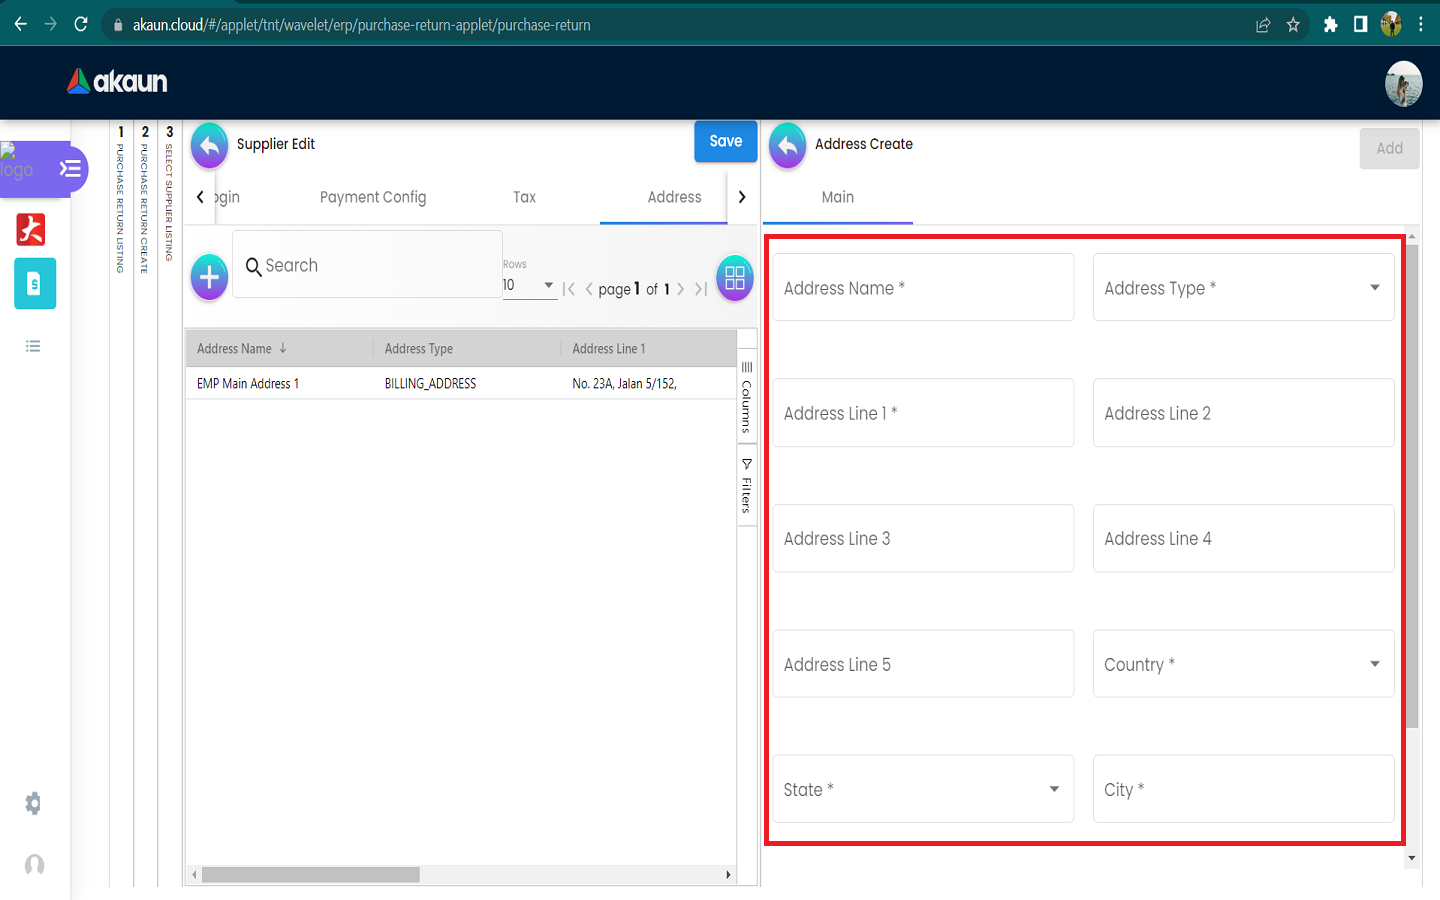 akaun.cloud/#/applet/tnt/wavelet/erp/purchase-return-applet/purchase-return
akaun
logo
大
$
1 PURCHASE RETURN LISTING
2 PURCHASE RETURN CREATE
3 SELECT SUPPLIER LISTING
Supplier Edit
Save
ogin
Payment Config
Tax
Address
Search
Rows
10
page 1 of 1
Address Name
Address Type
Address Line 1
EMP Main Address 1
BILLING_ADDRESS
No. 23A, Jalan 5/152,
Columns
Filters
Address Create
Add
Main
Address Name *
Address Type *
Address Line 1 *
Address Line 2
Address Line 3
Address Line 4
Address Line 5
Country *
State *
City *